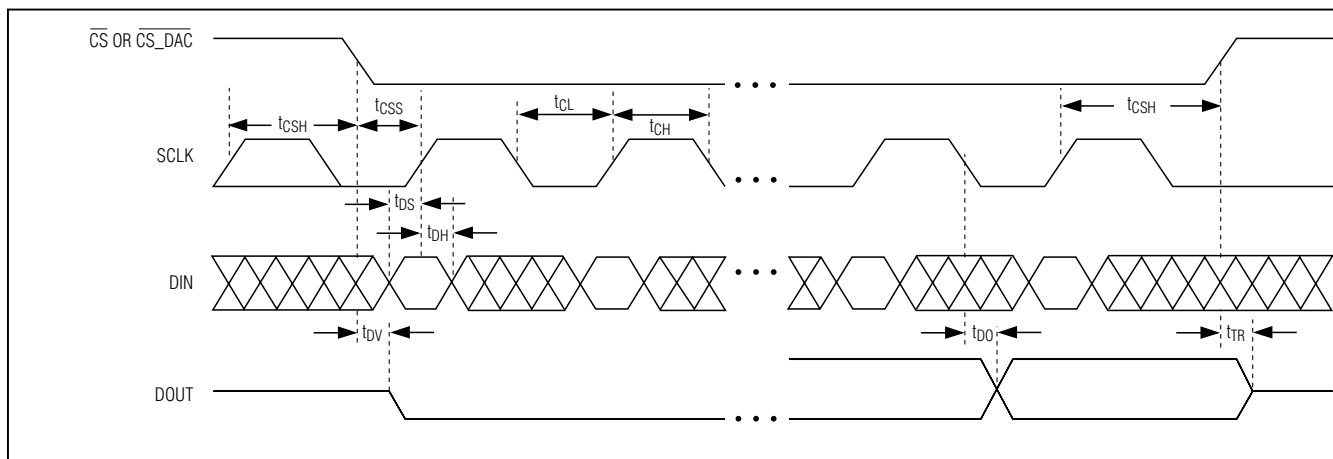 CS OR CS_DAC
tCSS
tCL
tCSH
tCSH
tCH
SCLK
tDS
tDH
DIN
tDV
tDO
tTR
DOUT